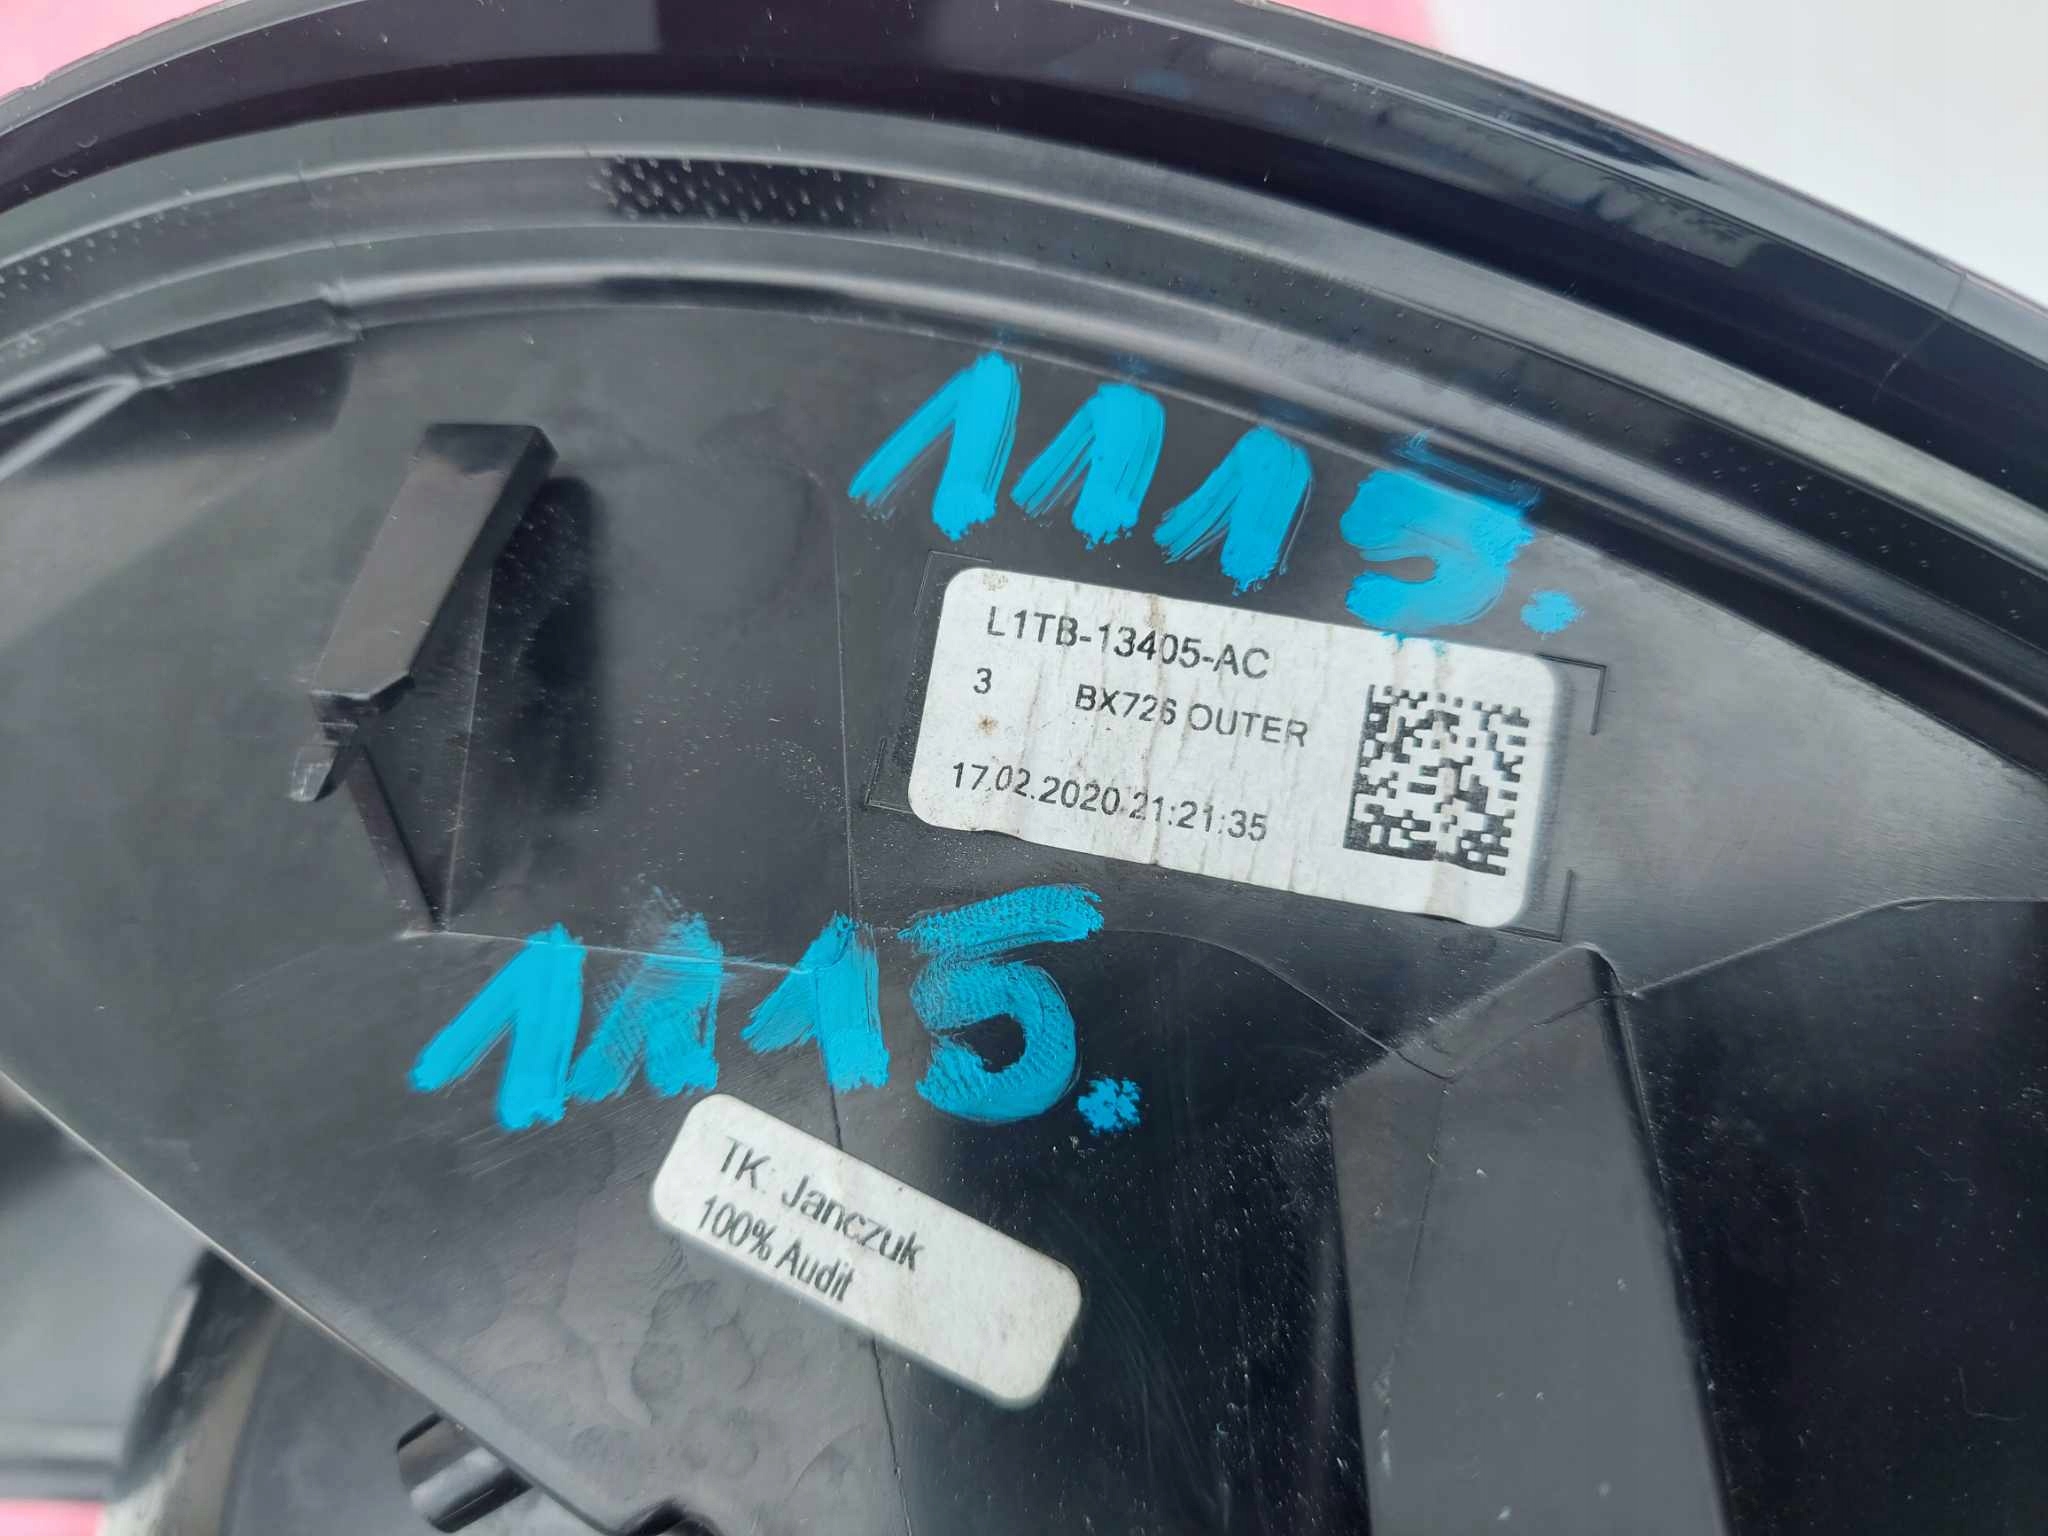 1115.
L1TB-13405-AC
3 BX726 OUTER
17.02.2020 21:21:35
1115.
TK: Janczuk
100% Audit